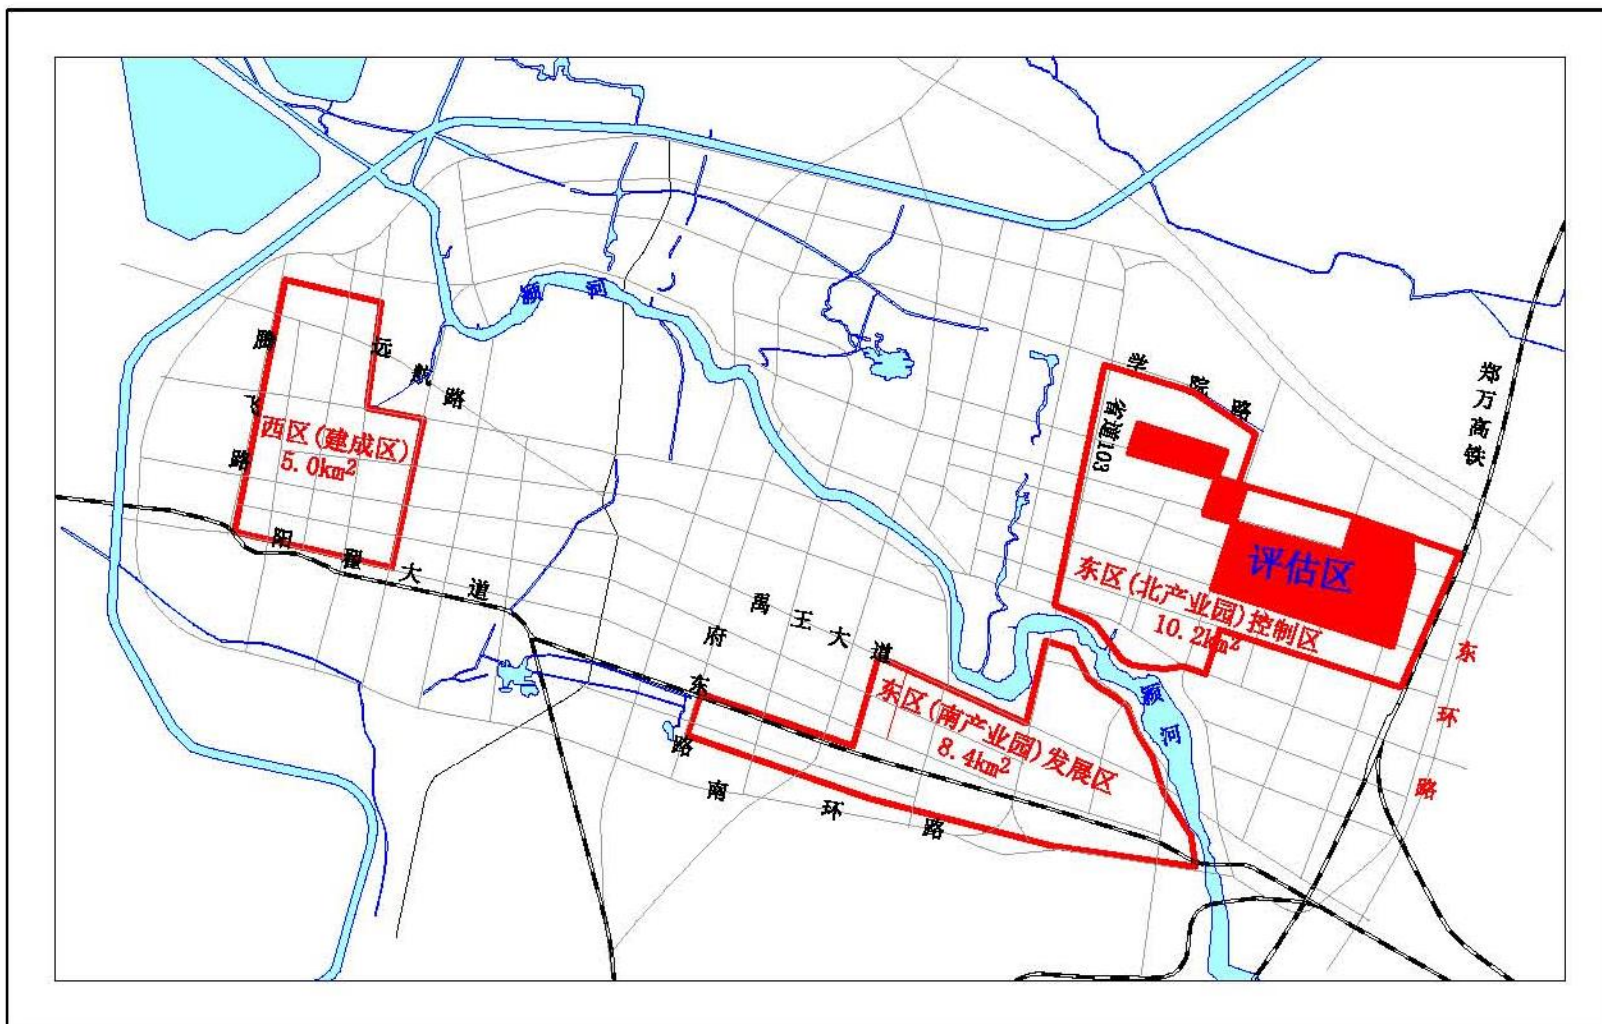 颍河
腾飞路
远航路
西区(建成区)
5.0km²
阳翟大道
学院路
省道103
郑万高铁
评估区
东区(北产业园)控制区
10.2km²
禹王大道
府东路
东区(南产业园)发展区
8.4km²
颍河
东环路
南环路